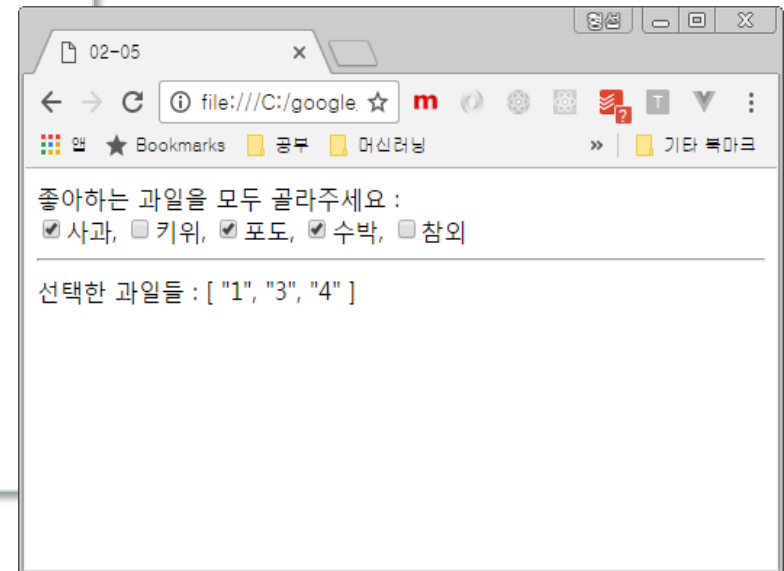 영선
02-05
file:///C:/google
m
T
?
앱 Bookmarks 공부 머신러닝 » 기타 북마크
좋아하는 과일을 모두 골라주세요 :
사과, 키위, 포도, 수박, 참외
선택한 과일들 : [ "1", "3", "4" ]